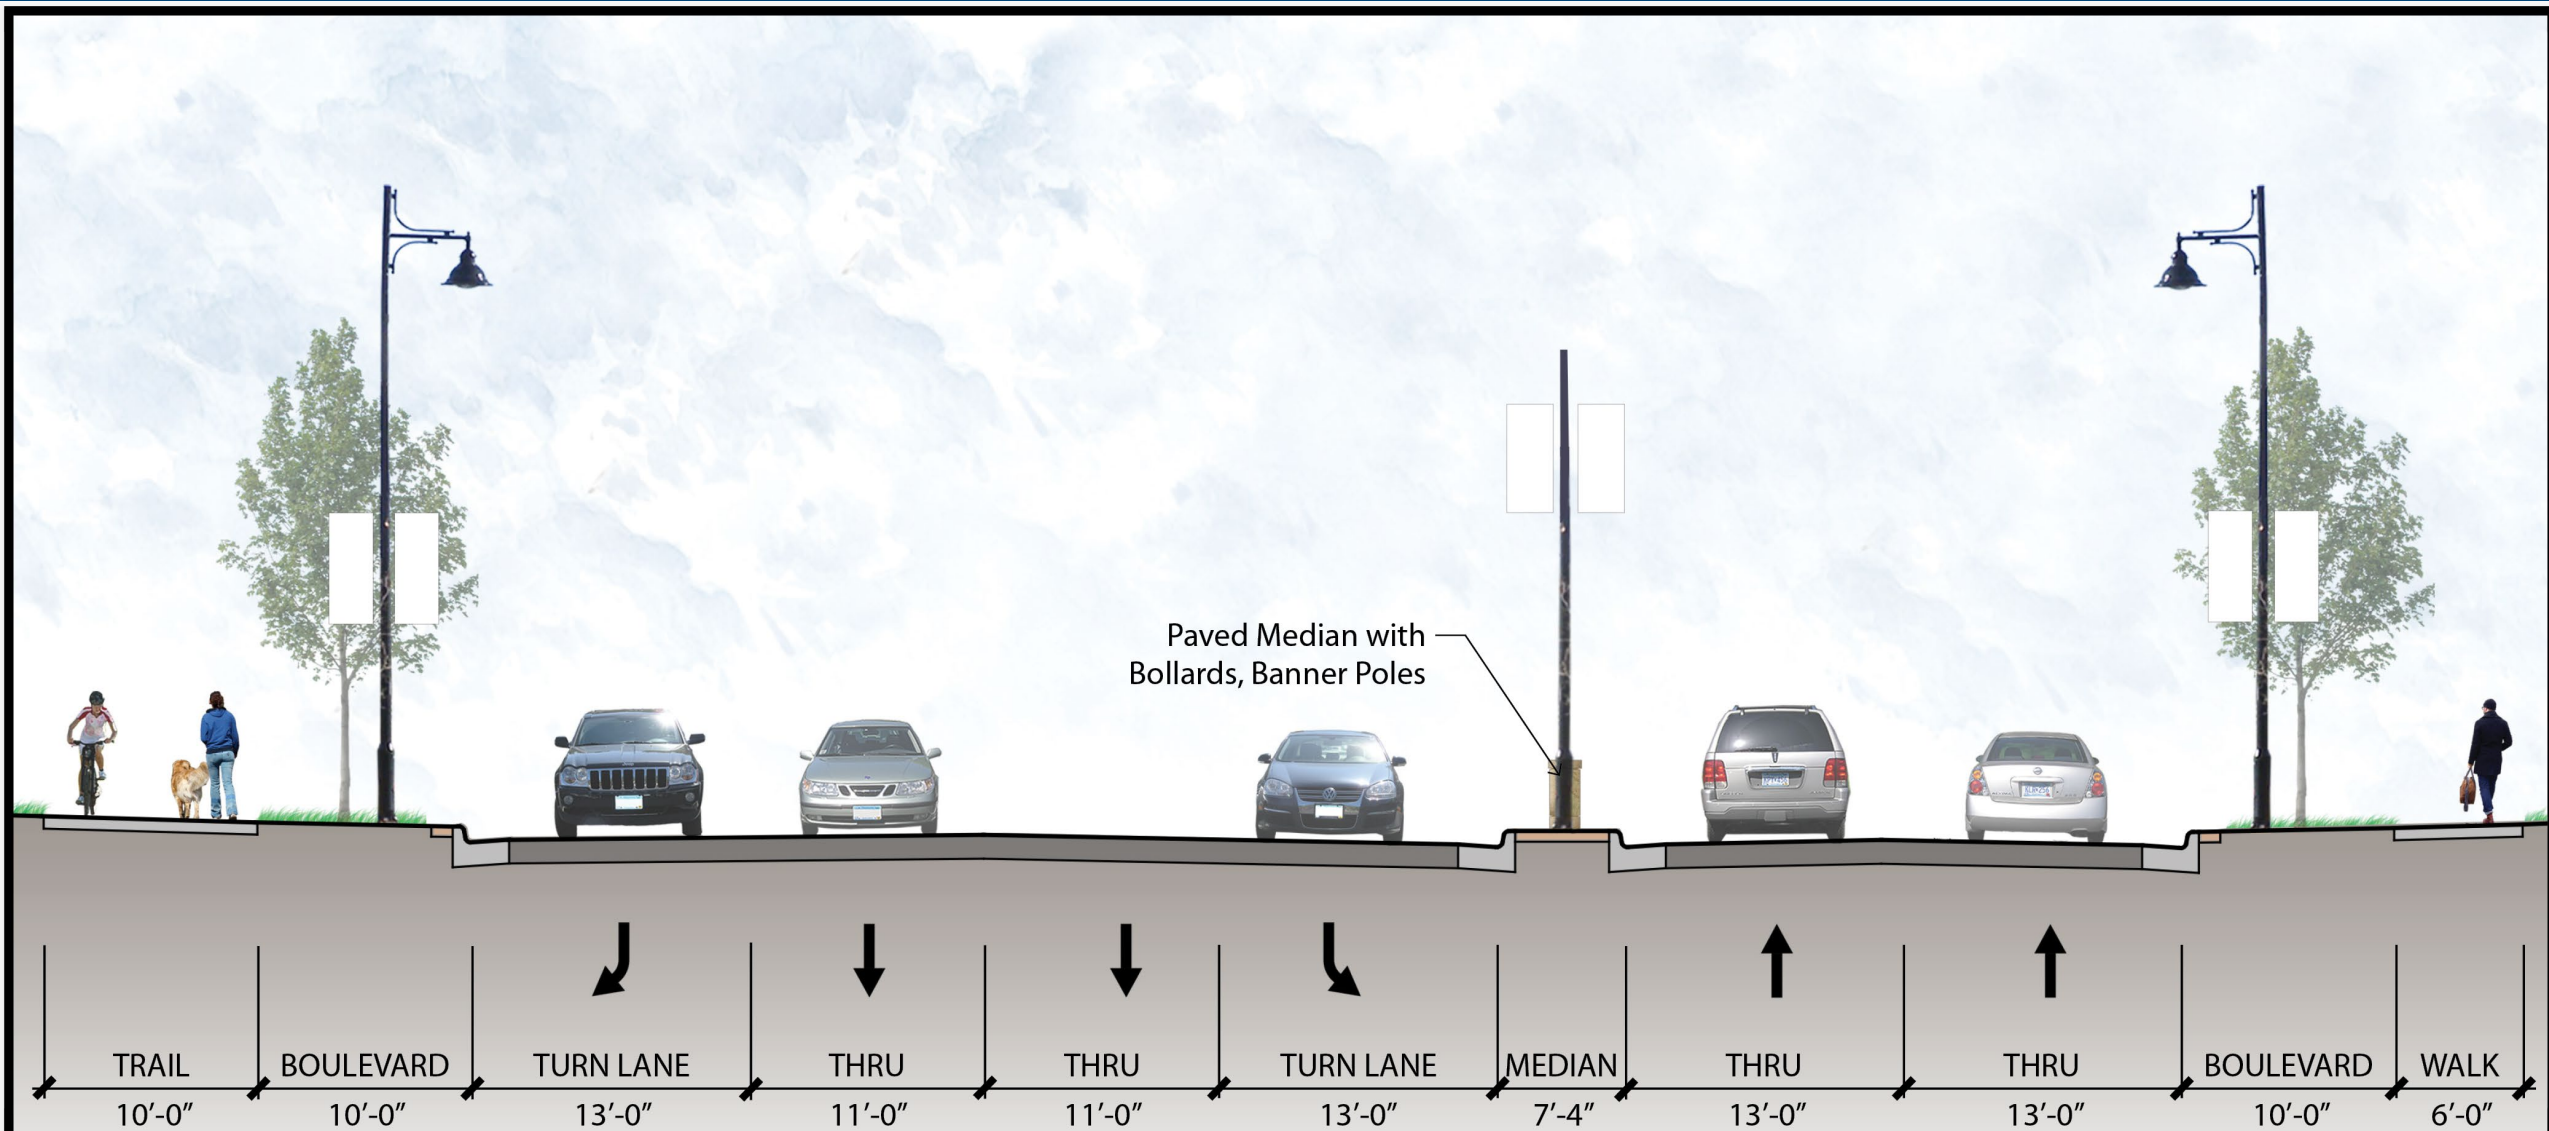 Paved Median with
Bollards, Banner Poles
TRAIL BOULEVARD TURN LANE THRU THRU TURN LANE MEDIAN THRU THRU BOULEVARD WALK
10’-0” 10’-0” 13’-0” 11’-0” 11’-0” 13’-0” 7’-4” 13’-0” 13’-0” 10’-0” 6’-0”